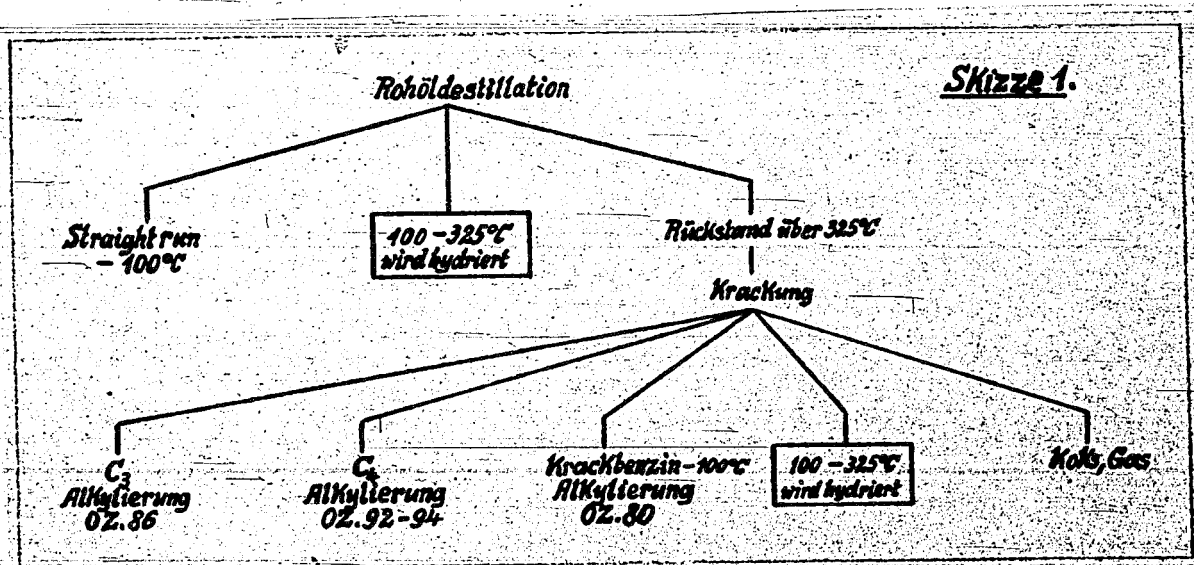 Skizze 1.
Rohöldestillation
Straight run
- 100°C
100 - 325°C
wird hydriert
Rückstand über 325°C
Krackung
C₃
Alkylierung
OZ. 86
C₄
Alkylierung
OZ. 92-94
Krackbenzin - 100°C
Alkylierung
OZ. 80
100 - 325°C
wird hydriert
Koks, Gas